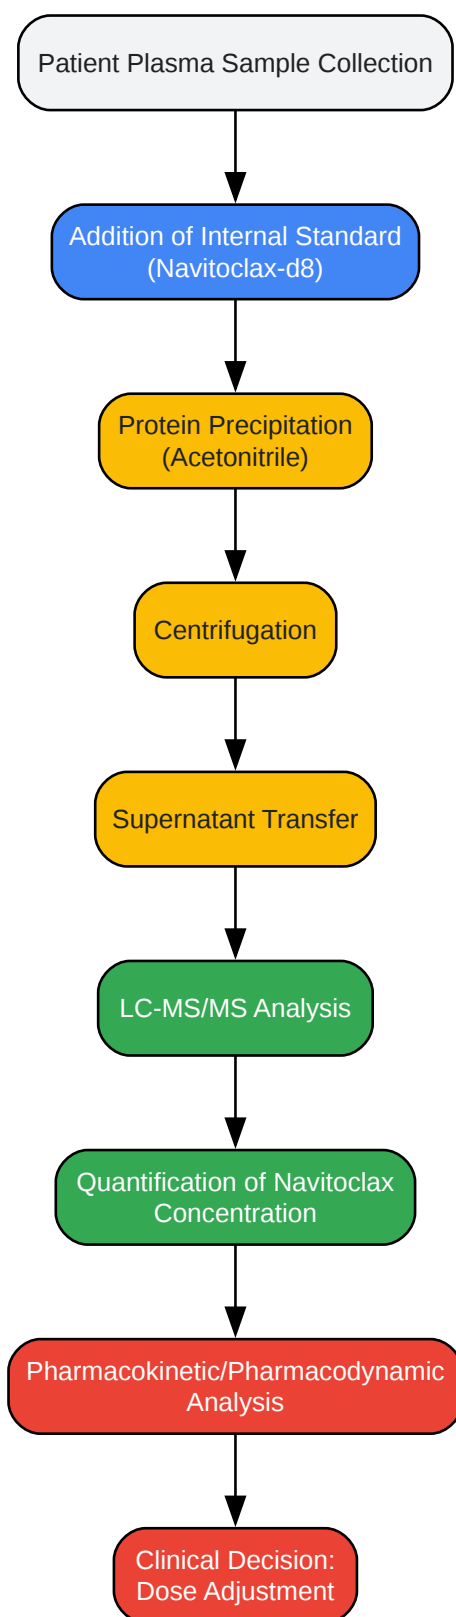 Patient Plasma Sample Collection
Addition of Internal Standard
(Navitoclax-d8)
Protein Precipitation
(Acetonitrile)
Centrifugation
Supernatant Transfer
LC-MS/MS Analysis
Quantification of Navitoclax
Concentration
Pharmacokinetic/Pharmacodynamic
Analysis
Clinical Decision:
Dose Adjustment